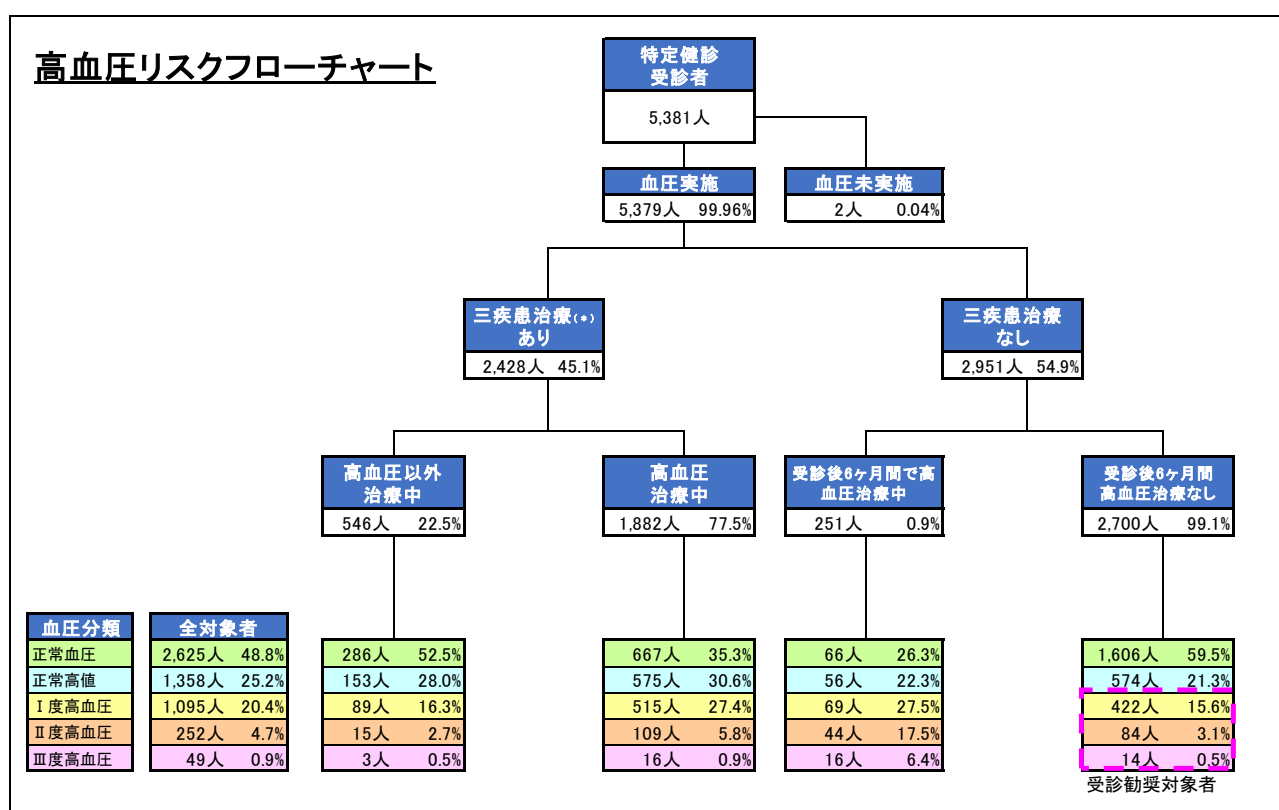 高血圧リスクフローチャート
特定健診
受診者
5,381人
血圧実施
5,379人 99.96%
血圧未実施
2人 0.04%
三疾患治療(*)
あり
2,428人 45.1%
三疾患治療
なし
2,951人 54.9%
高血圧以外
治療中
546人 22.5%
高血圧
治療中
1,882人 77.5%
受診後6ヶ月間で高
血圧治療中
251人 0.9%
受診後6ヶ月間
高血圧治療なし
2,700人 99.1%
血圧分類 全対象者
正常血圧 2,625人 48.8% 286人 52.5% 667人 35.3% 66人 26.3% 1,606人 59.5%
正常高値 1,358人 25.2% 153人 28.0% 575人 30.6% 56人 22.3% 574人 21.3%
Ⅰ度高血圧 1,095人 20.4% 89人 16.3% 515人 27.4% 69人 27.5% 422人 15.6%
Ⅱ度高血圧 252人 4.7% 15人 2.7% 109人 5.8% 44人 17.5% 84人 3.1%
Ⅲ度高血圧 49人 0.9% 3人 0.5% 16人 0.9% 16人 6.4% 14人 0.5%
受診勧奨対象者